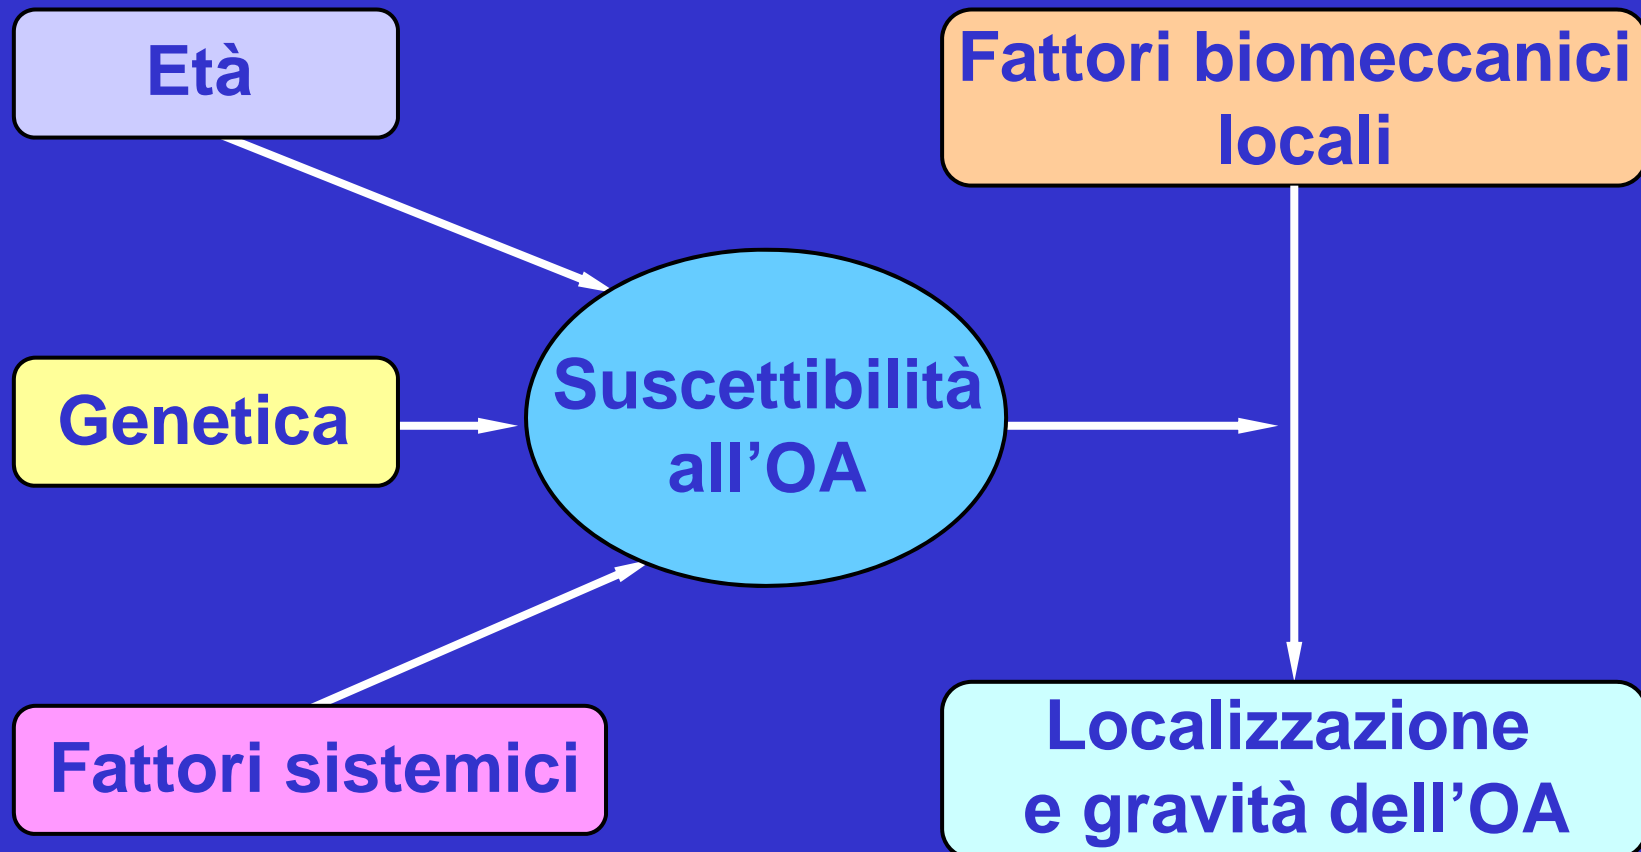 Età
Fattori biomeccanici
locali
Genetica
Suscettibilità
all’OA
Fattori sistemici
Localizzazione
e gravità dell’OA